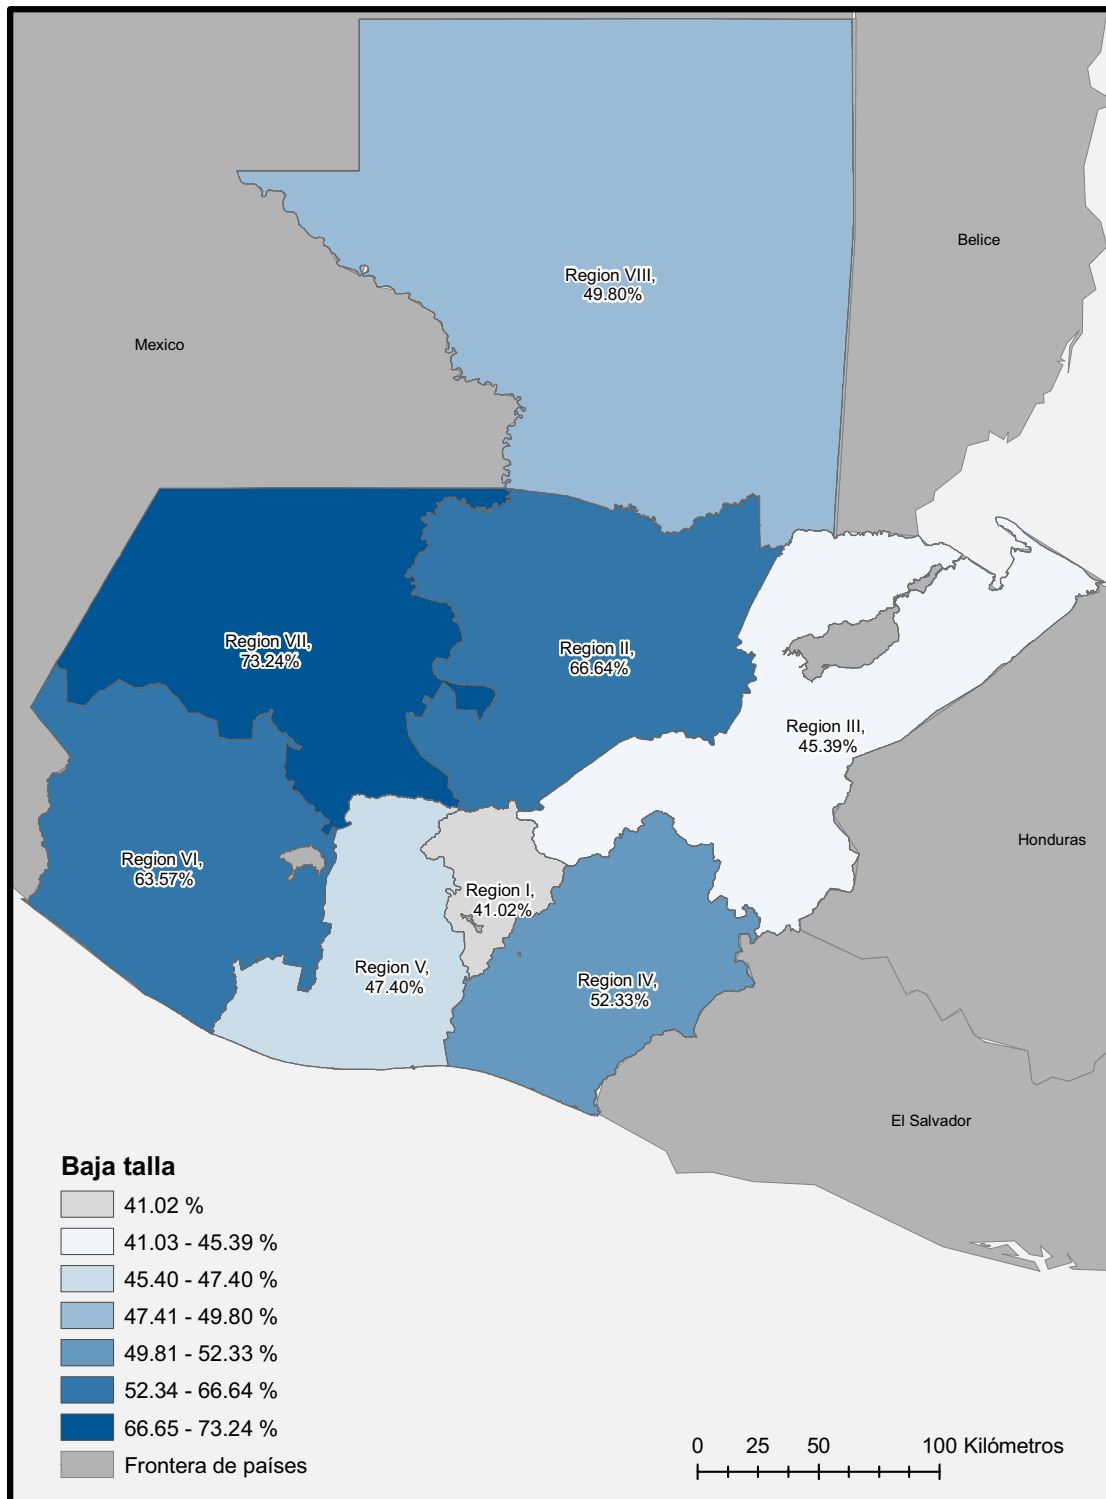 Belice
Region VIII,
49.80%
Mexico
Region VII,
73.24%
Region II,
66.64%
Region III,
45.39%
Honduras
Region VI,
63.57%
Region I,
41.02%
Region V,
47.40%
Region IV,
52.33%
El Salvador
Baja talla
41.02 %
41.03 - 45.39 %
45.40 - 47.40 %
47.41 - 49.80 %
49.81 - 52.33 %
52.34 - 66.64 %
66.65 - 73.24 %
Frontera de países
0 25 50 100 Kilómetros